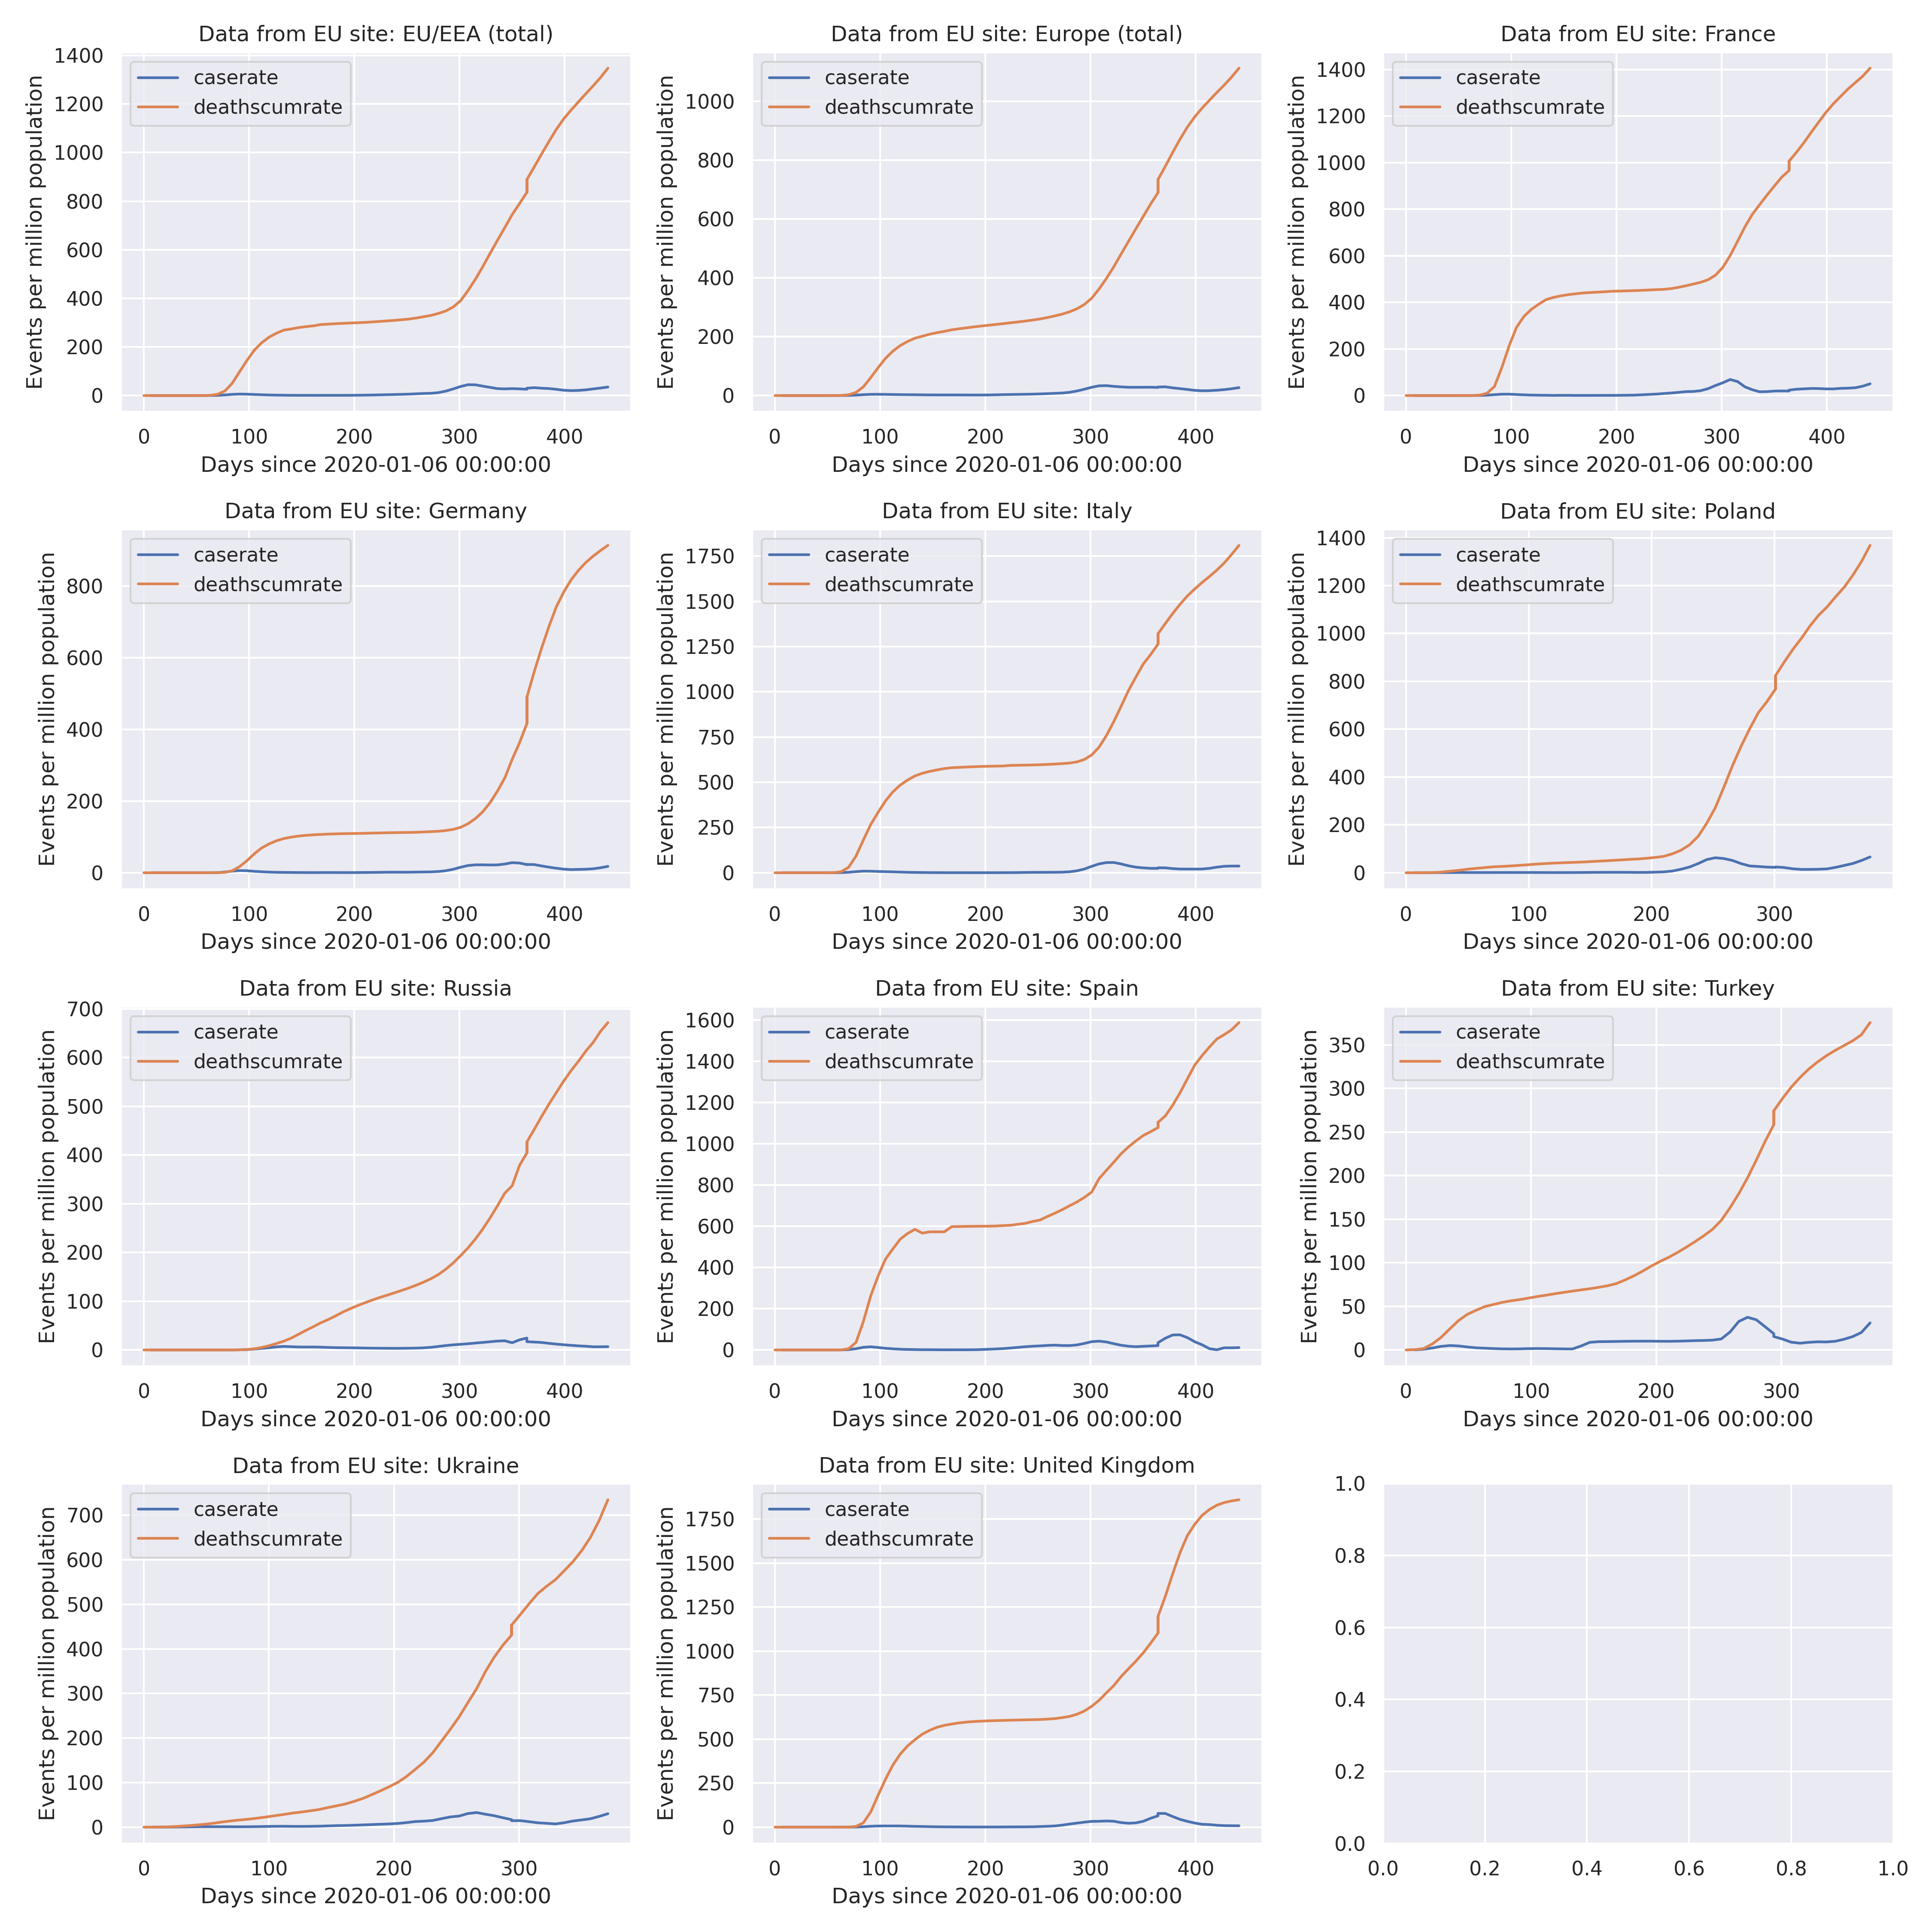 Data from EU site: EU/EEA (total)
Events per million population
1400
1200
1000
800
600
400
200
0
caserate
deathscumrate
0 100 200 300 400
Days since 2020-01-06 00:00:00
Data from EU site: Europe (total)
Events per million population
1000
800
600
400
200
0
caserate
deathscumrate
0 100 200 300 400
Days since 2020-01-06 00:00:00
Data from EU site: France
Events per million population
1400
1200
1000
800
600
400
200
0
caserate
deathscumrate
0 100 200 300 400
Days since 2020-01-06 00:00:00
Data from EU site: Germany
Events per million population
800
600
400
200
0
caserate
deathscumrate
0 100 200 300 400
Days since 2020-01-06 00:00:00
Data from EU site: Italy
Events per million population
1750
1500
1250
1000
750
500
250
0
caserate
deathscumrate
0 100 200 300 400
Days since 2020-01-06 00:00:00
Data from EU site: Poland
Events per million population
1400
1200
1000
800
600
400
200
0
caserate
deathscumrate
0 100 200 300
Days since 2020-01-06 00:00:00
Data from EU site: Russia
Events per million population
700
600
500
400
300
200
100
0
caserate
deathscumrate
0 100 200 300 400
Days since 2020-01-06 00:00:00
Data from EU site: Spain
Events per million population
1600
1400
1200
1000
800
600
400
200
0
caserate
deathscumrate
0 100 200 300 400
Days since 2020-01-06 00:00:00
Data from EU site: Turkey
Events per million population
350
300
250
200
150
100
50
0
caserate
deathscumrate
0 100 200 300
Days since 2020-01-06 00:00:00
Data from EU site: Ukraine
Events per million population
700
600
500
400
300
200
100
0
caserate
deathscumrate
0 100 200 300
Days since 2020-01-06 00:00:00
Data from EU site: United Kingdom
Events per million population
1750
1500
1250
1000
750
500
250
0
caserate
deathscumrate
0 100 200 300 400
Days since 2020-01-06 00:00:00
1.0
0.8
0.6
0.4
0.2
0.0
0.0 0.2 0.4 0.6 0.8 1.0